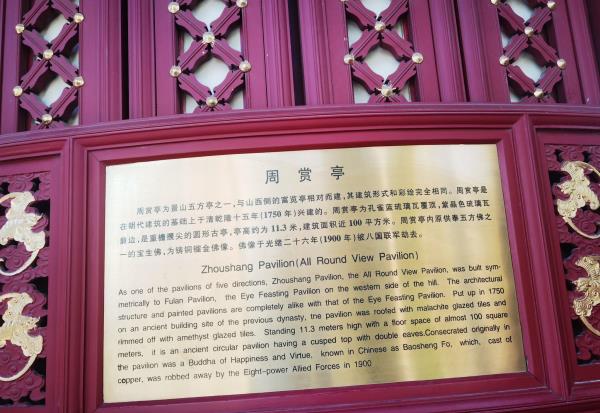 周赏亭
周赏亭为景山五方亭之一，与山西侧的富览亭相对而建，其建筑形式和彩绘完全相同。周赏亭是
在明代建筑的基础上于清乾隆十五年(1750年)兴建的。周赏亭为孔雀蓝琉璃瓦覆顶，紫晶色琉璃瓦
剪边，是重檐攒尖的圆形古亭，亭高约为11.3米，建筑面积近100平方米。周赏亭内原供奉五方佛之
一的宝生佛，为铸铜镏金佛像。佛像于光绪二十六年(1900年)被八国联军劫去。
Zhoushang Pavilion(All Round View Pavilion)
As one of the pavilions of five directions, Zhoushang Pavilion, the All Round View Pavilion, was built sym-
metrically to Fulan Pavilion, the Eye Feasting Pavilion on the western side of the hill. The architectural
structure and painted pavilions are completely alike with that of the Eye Feasting Pavilion. Put up in 1750
on an ancient building site of the previous dynasty, the pavilion was roofed with malachite glazed tiles and
rimmed off with amethyst glazed tiles. Standing 11.3 meters high with a floor space of almost 100 square
meters, it is an ancient circular pavilion having a cusped top with double eaves.Consecrated originally in
the pavilion was a Buddha of Happiness and Virtue, known in Chinese as Baosheng Fo, which, cast of
copper, was robbed away by the Eight-power Allied Forces in 1900